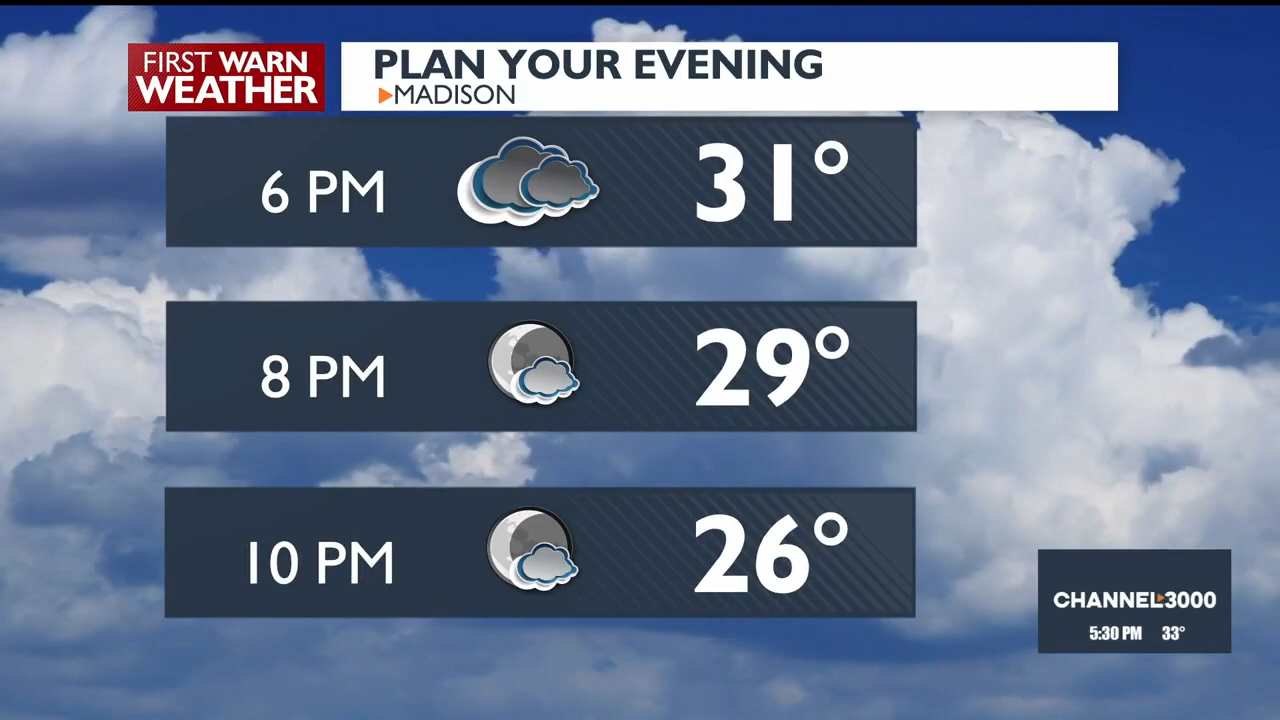 FIRST WARN
WEATHER
PLAN YOUR EVENING
MADISON
6 PM 31°
8 PM 29°
10 PM 26°
CHANNEL3000
5:30 PM 33°